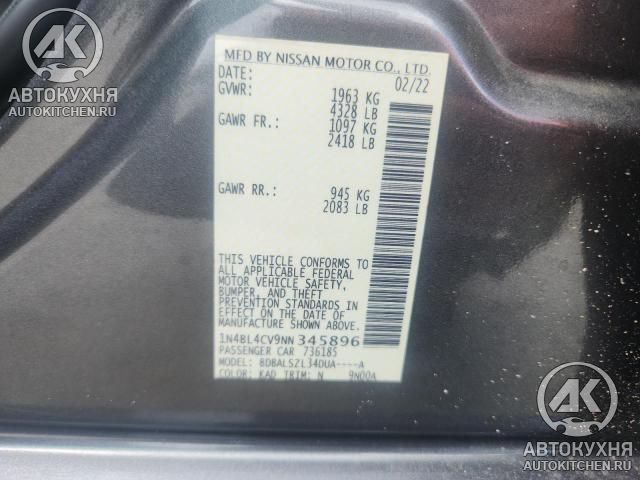 AK
АВТОКУХНЯ
AUTOKITCHEN.RU
MFD BY NISSAN MOTOR CO., LTD.
DATE: 02/22
GVWR: 1963 KG
4328 LB
GAWR FR.: 1097 KG
2418 LB
GAWR RR.: 945 KG
2083 LB
THIS VEHICLE CONFORMS TO
ALL APPLICABLE FEDERAL
MOTOR VEHICLE SAFETY,
BUMPER, AND THEFT
PREVENTION STANDARDS IN
EFFECT ON THE DATE OF
MANUFACTURE SHOWN ABOVE.
1N4BL4CV9NN345896
PASSENGER CAR 736185
MODEL: BDBALSZL34DUA----A
COLOR: KAD TRIM: N 9N00A
AK
АВТОКУХНЯ
AUTOKITCHEN.RU